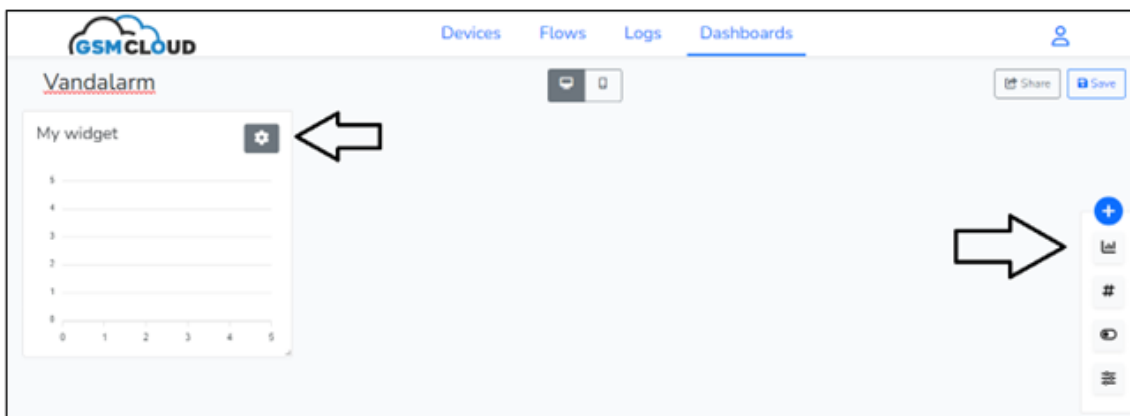 GSMCLOUD
Devices Flows Logs Dashboards
Vandalarm
Share Save
My widget
5
4
3
2
1
0
0 1 2 3 4 5
#